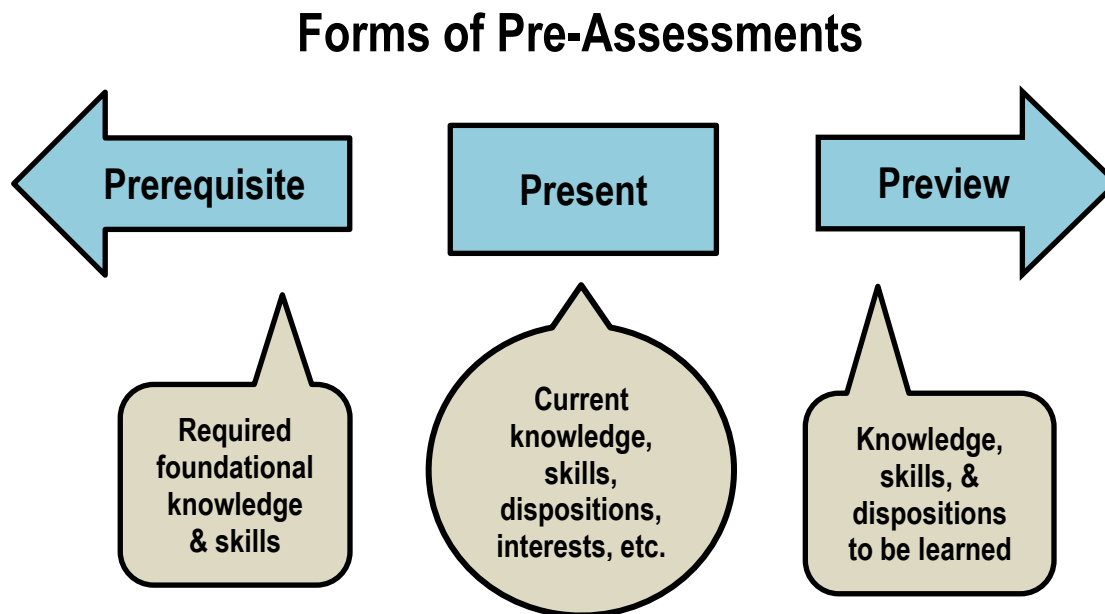 Forms of Pre-Assessments
Prerequisite
Present
Preview
Required
foundational
knowledge
& skills
Current
knowledge,
skills,
dispositions,
interests, etc.
Knowledge,
skills, &
dispositions
to be learned